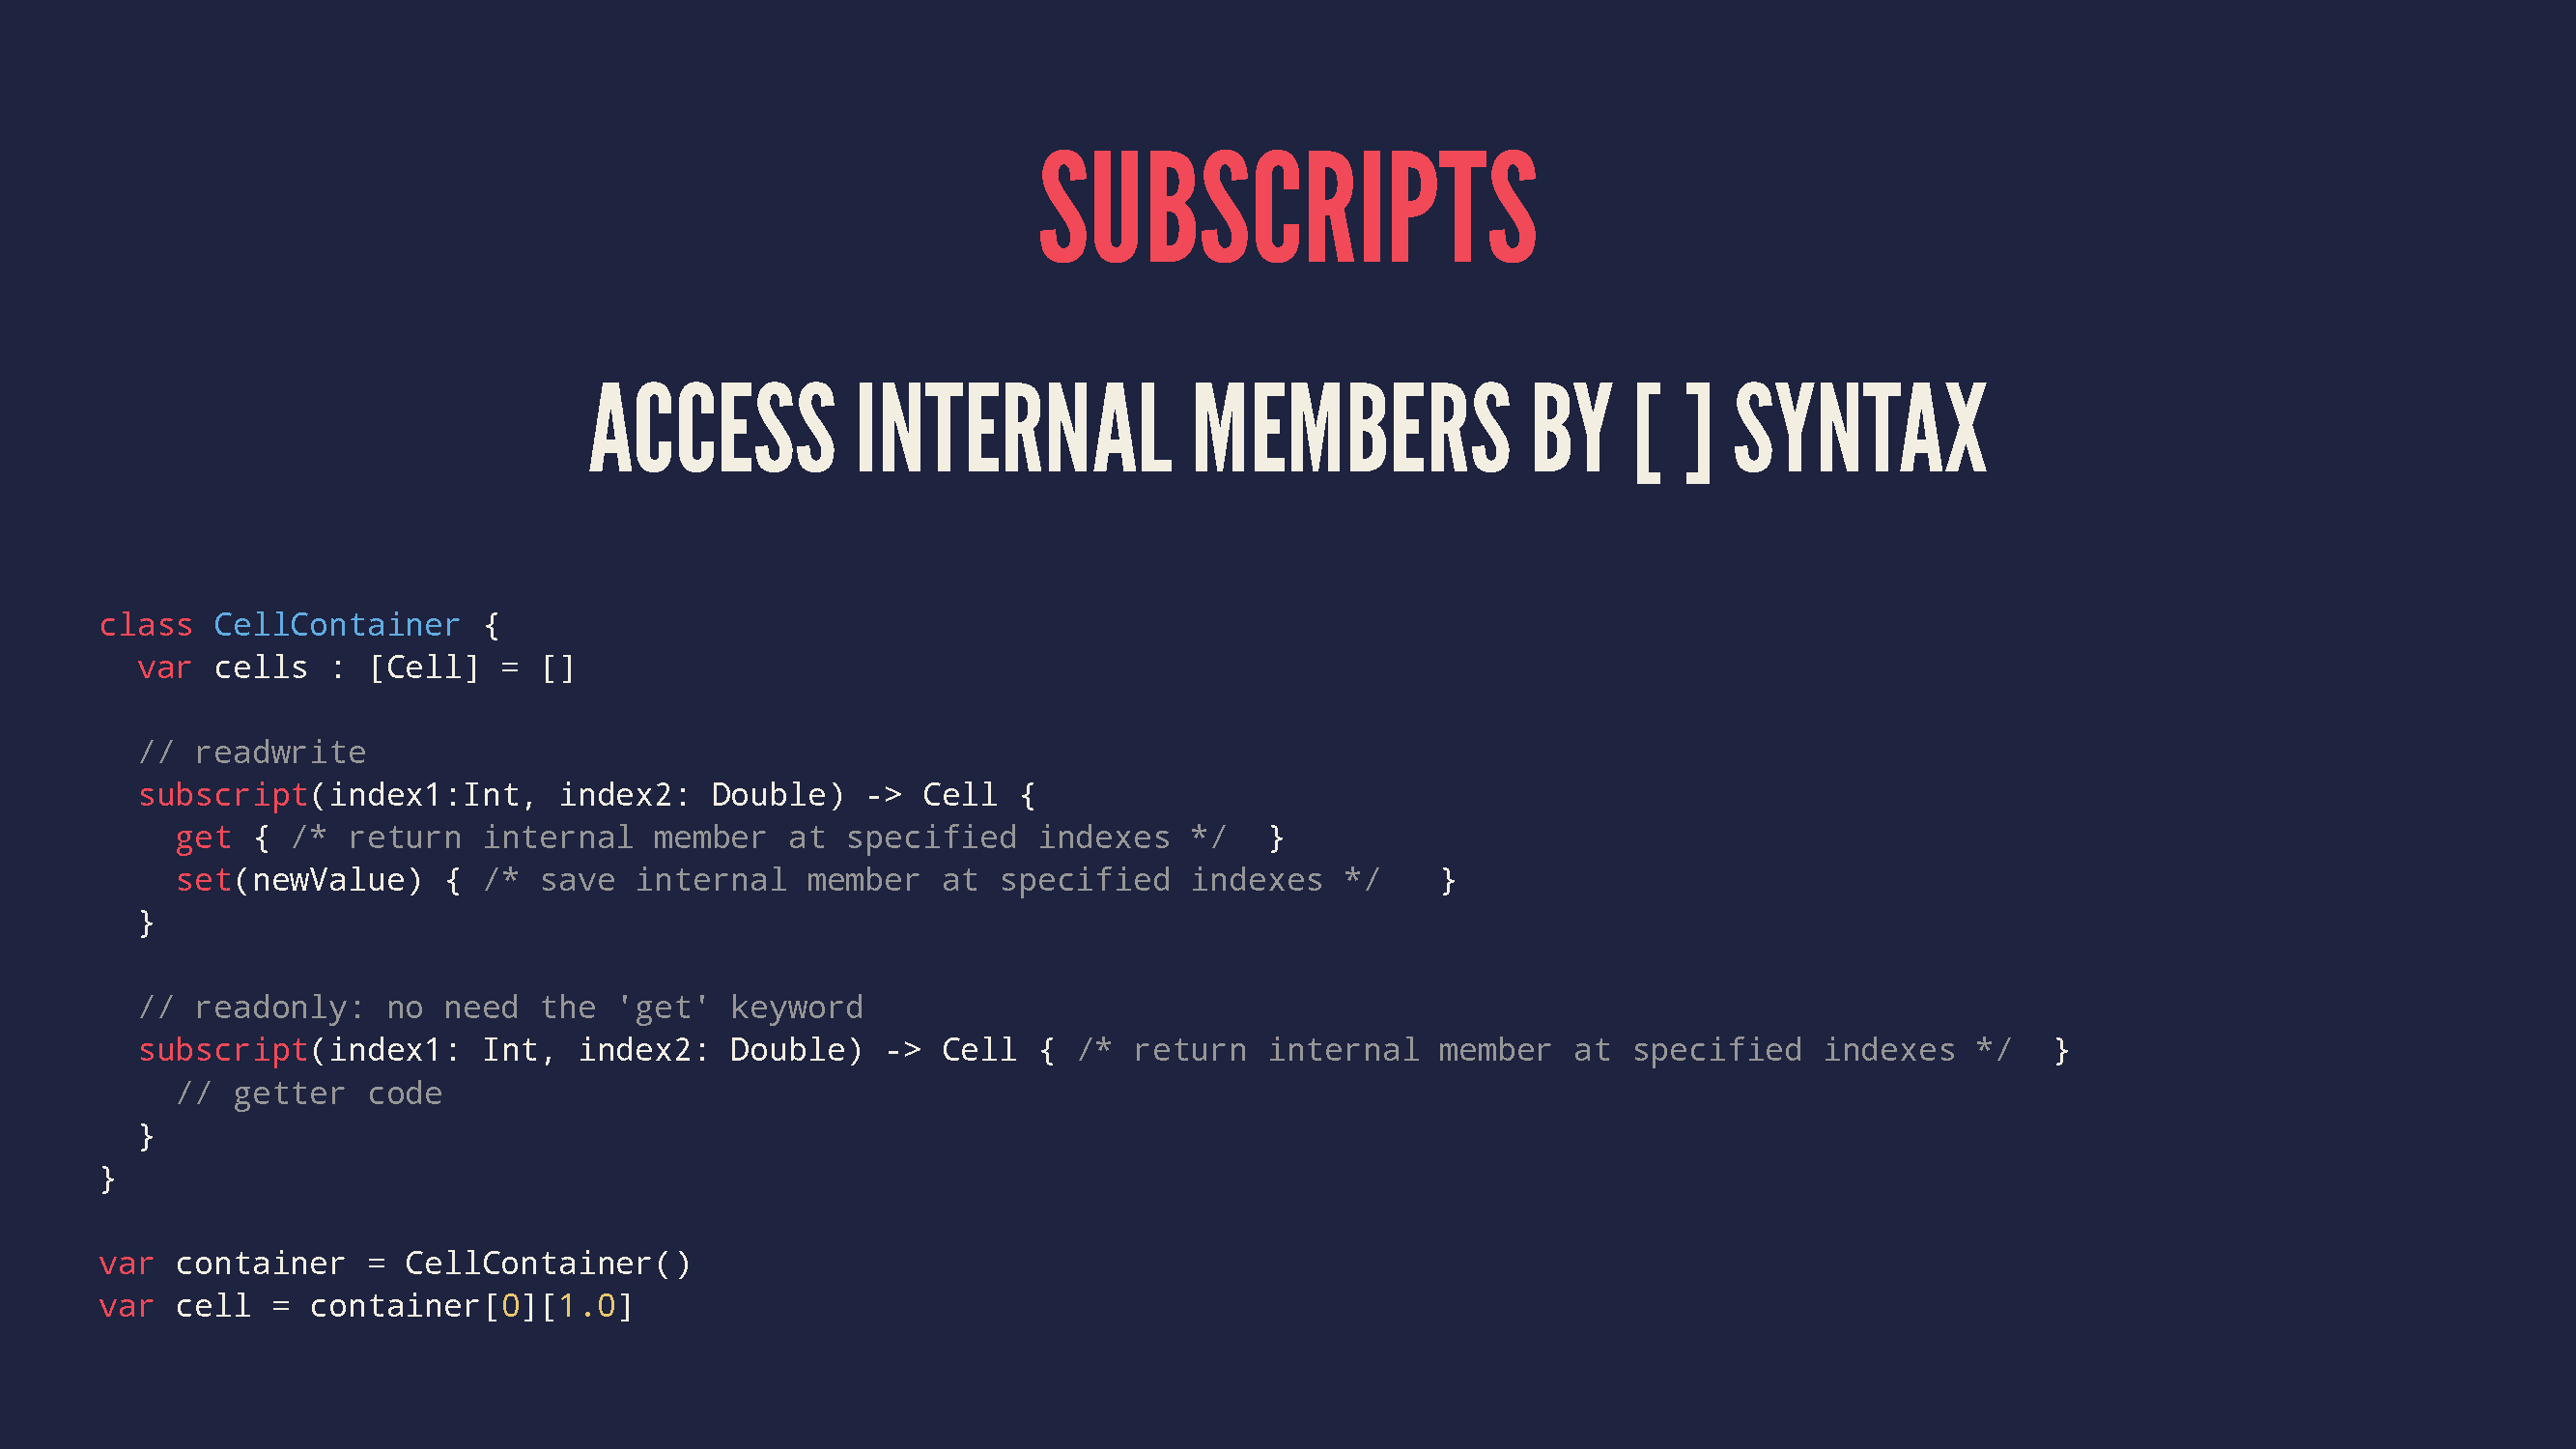 SUBSCRIPTS
ACCESS INTERNAL MEMBERS BY [ ] SYNTAX
class CellContainer {
  var cells : [Cell] = []
  // readwrite
  subscript(index1:Int, index2: Double) -> Cell {
    get { /* return internal member at specified indexes */  }
    set(newValue) { /* save internal member at specified indexes */   }
  }
  // readonly: no need the 'get' keyword
  subscript(index1: Int, index2: Double) -> Cell { /* return internal member at specified indexes */  }
    // getter code
  }
}
var container = CellContainer()
var cell = container[0][1.0]